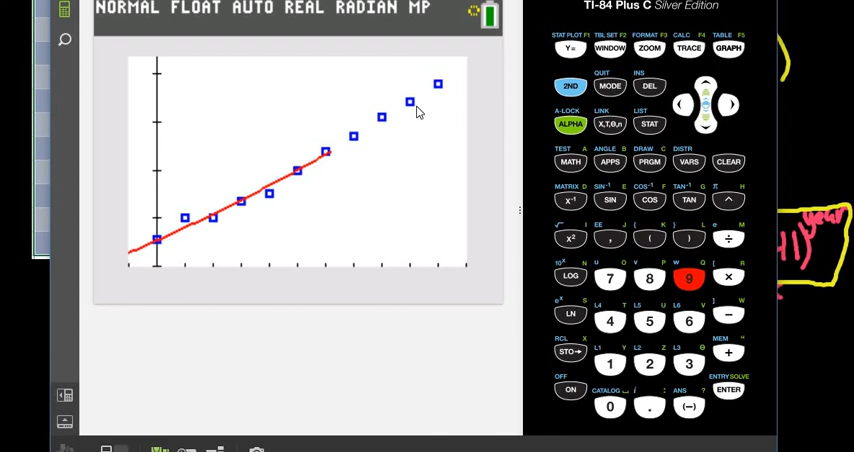 NORMAL FLOAT AUTO REAL RADIAN MP
TI-84 Plus C Silver Edition
STAT PLOT F1 TBL SET F2 FORMAT F3 CALC F4 TABLE F5
Y= WINDOW ZOOM TRACE GRAPH
QUIT INS
2ND MODE DEL
A-LOCK LINK LIST
ALPHA X,T,Θ,n STAT
TEST A ANGLE B DRAW C DISTR
MATH APPS PRGM VARS CLEAR
MATRIX D SIN⁻¹ E COS⁻¹ F TAN⁻¹ G π H
X⁻¹ SIN COS TAN ^
√ I EE J { K } L e M
X² , ( ) ÷
10ˣ N u O v P w Q [ R
LOG 7 8 9 ×
eˣ S L4 T L5 U L6 V ] W
LN 4 5 6 −
RCL X L1 Y L2 Z L3 Θ MEM "
STO→ 1 2 3 +
OFF CATALOG ␣ i : ANS ? ENTRY SOLVE
ON 0 . (−) ENTER
year